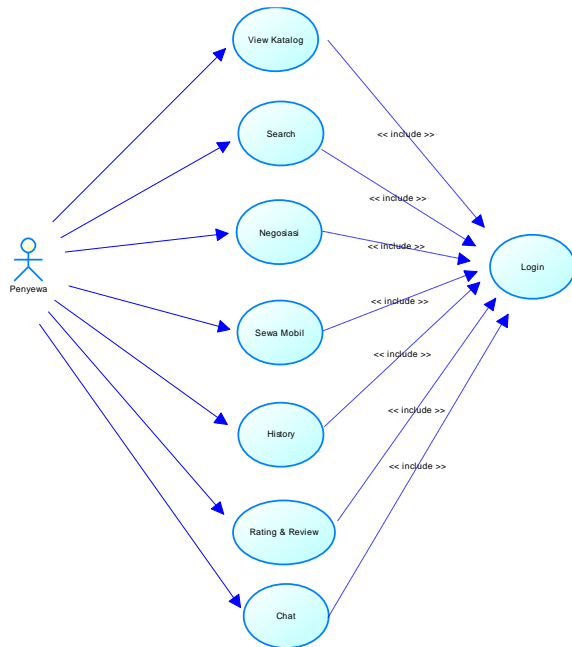 View Katalog
Search
<< include >>
<< include >>
Negosiasi
<< include >>
Login
Penyewa
<< include >>
Sewa Mobil
<< include >>
<< include >>
History
<< include >>
Rating & Review
Chat